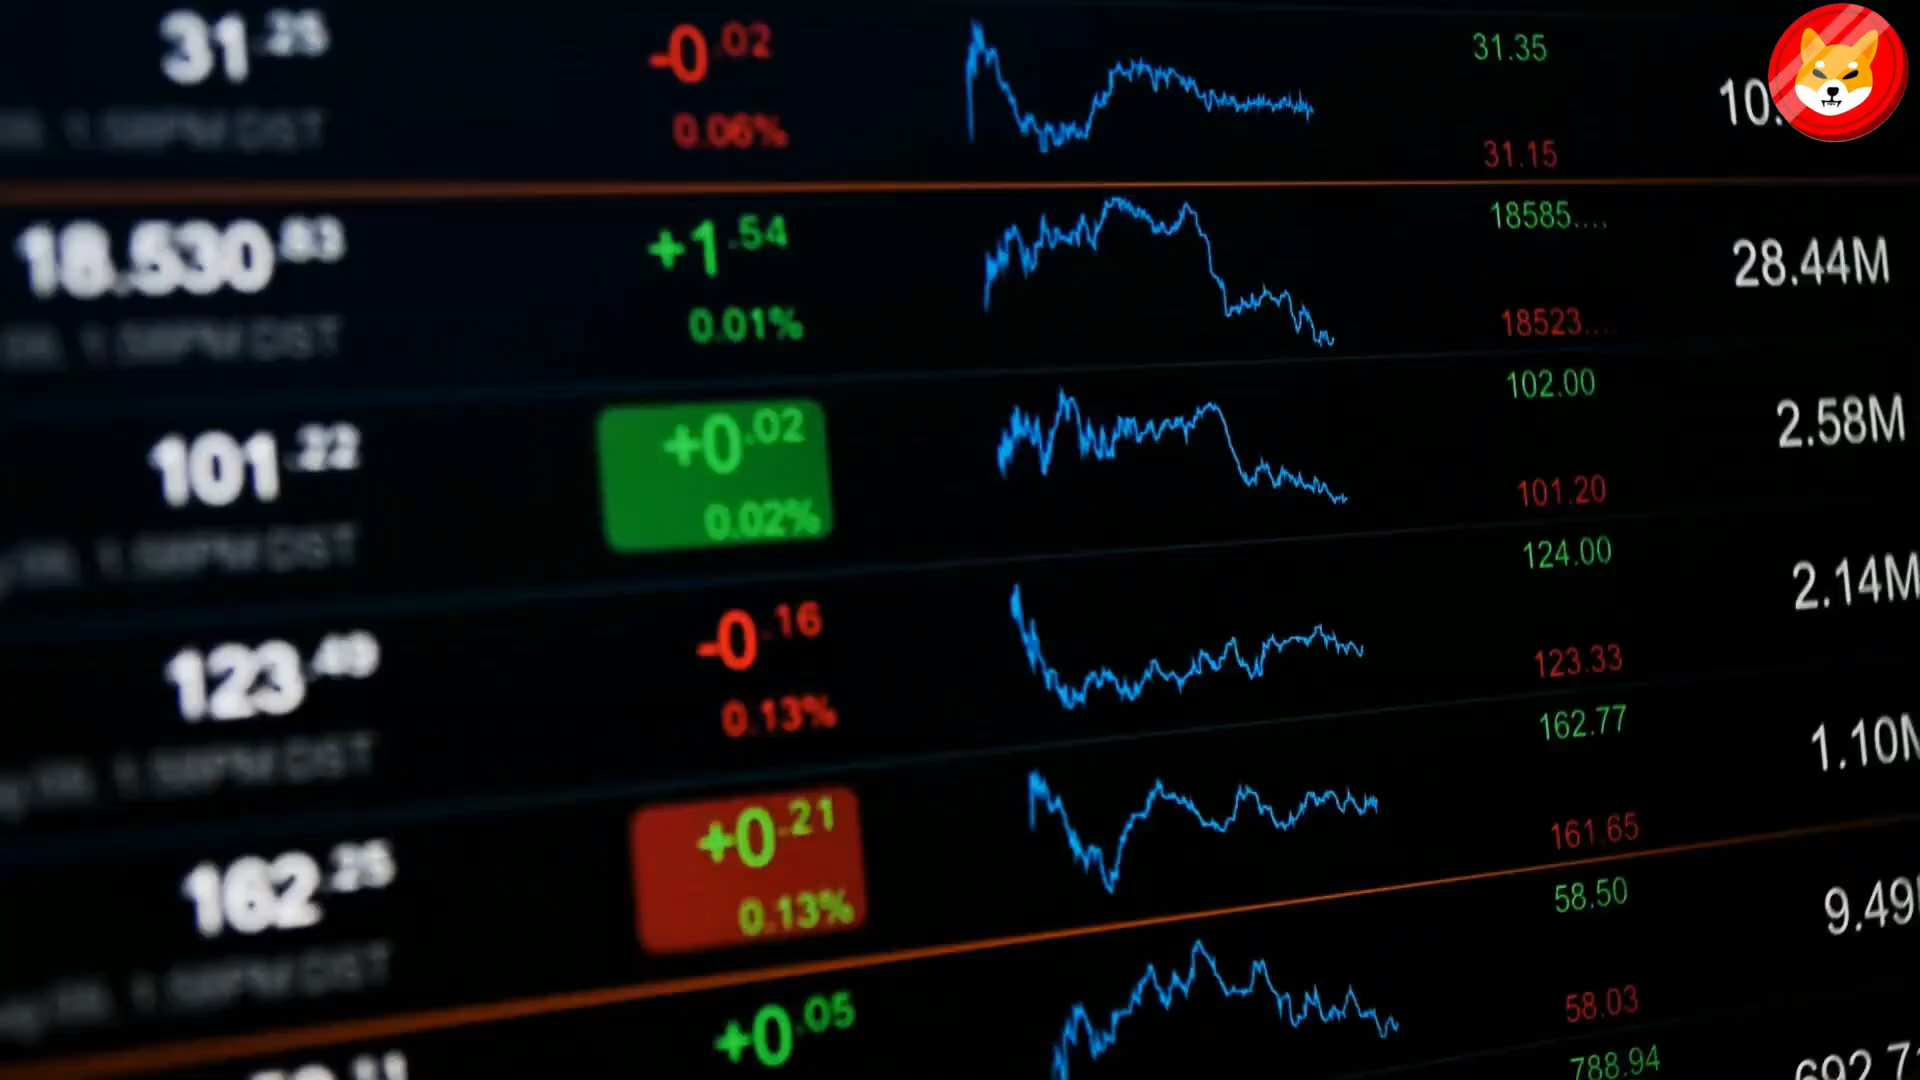 31.25 -0.02 31.35
0.06% 31.15 10.
18.530.83 +1.54 18585.... 28.44M
0.01% 18523....
101.22 +0.02 102.00 2.58M
0.02% 101.20
123.49 -0.16 124.00 2.14M
0.13% 123.33
162.25 +0.21 162.77 1.10M
0.13% 161.65
58.50 9.49M
+0.05 58.03
788.94 692.7